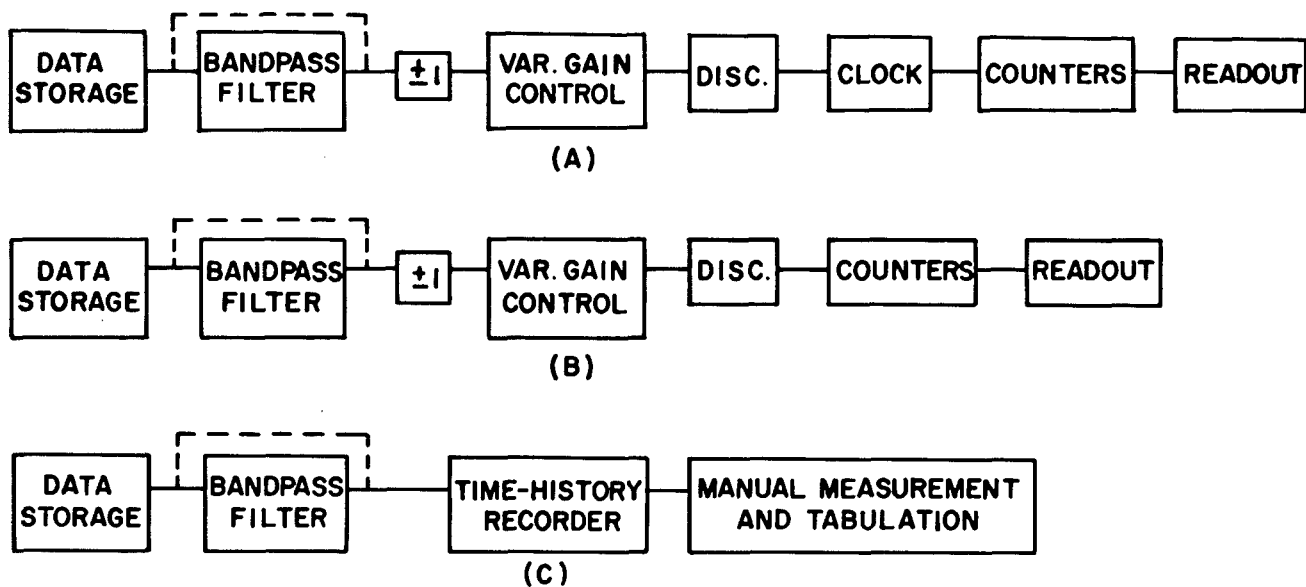 DATA STORAGE
BANDPASS FILTER
±1
VAR. GAIN CONTROL
DISC.
CLOCK
COUNTERS
READOUT
(A)
DATA STORAGE
BANDPASS FILTER
±1
VAR. GAIN CONTROL
DISC.
COUNTERS
READOUT
(B)
DATA STORAGE
BANDPASS FILTER
TIME-HISTORY RECORDER
MANUAL MEASUREMENT AND TABULATION
(C)